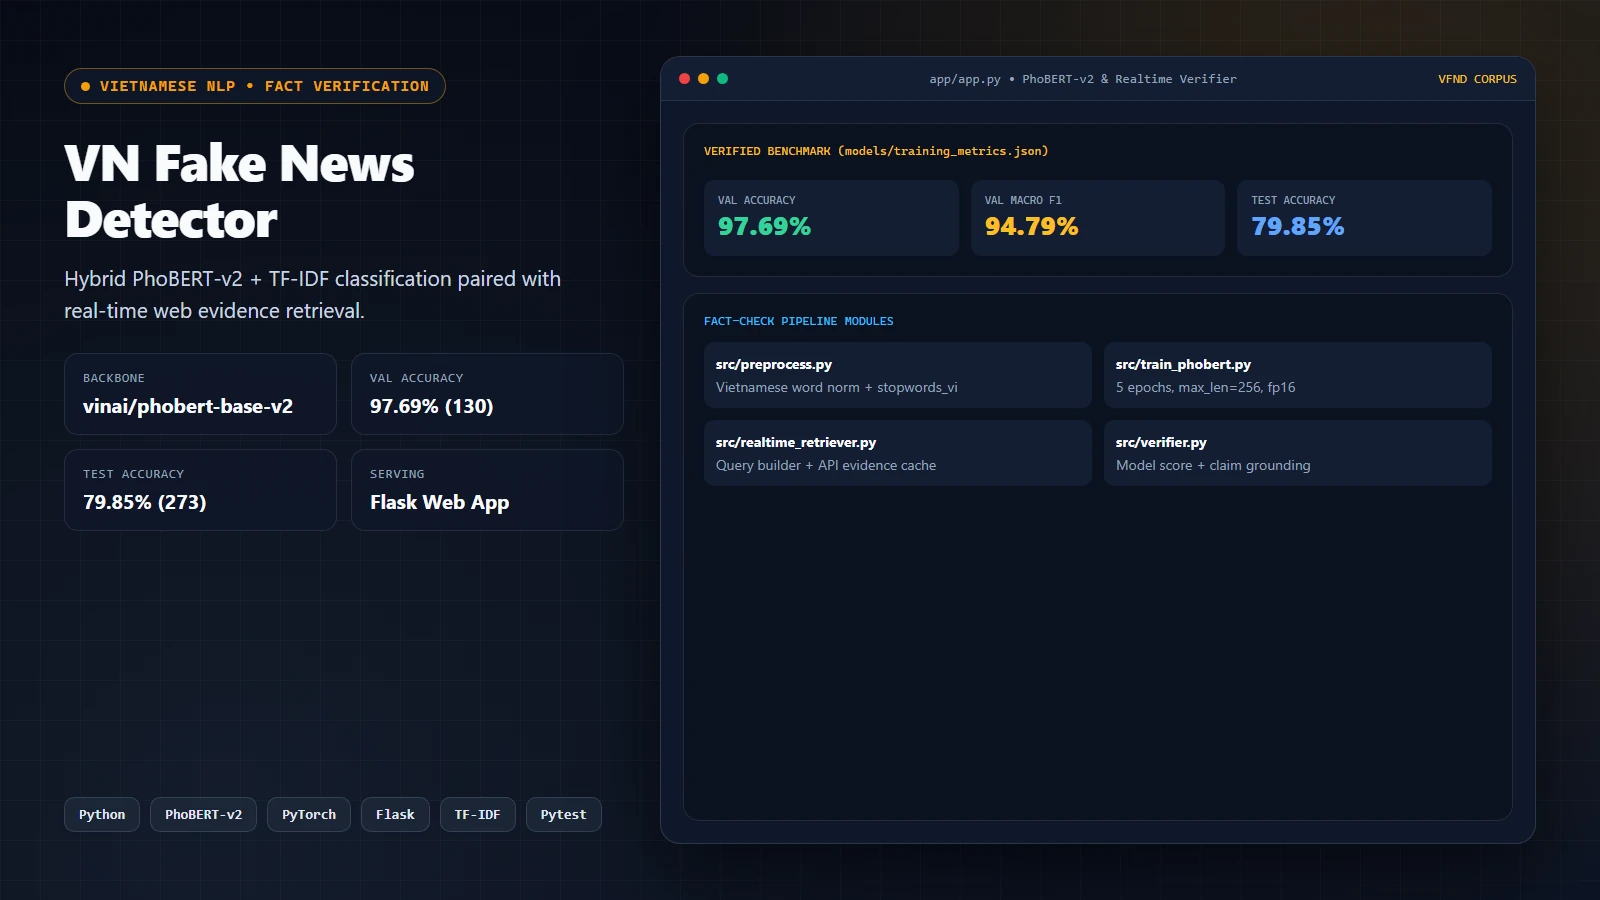 VIETNAMESE NLP • FACT VERIFICATION
VN Fake News
Detector
Hybrid PhoBERT-v2 + TF-IDF classification paired with
real-time web evidence retrieval.
BACKBONE
vinai/phobert-base-v2
VAL ACCURACY
97.69% (130)
TEST ACCURACY
79.85% (273)
SERVING
Flask Web App
Python
PhoBERT-v2
PyTorch
Flask
TF-IDF
Pytest
app/app.py • PhoBERT-v2 & Realtime Verifier
VFND CORPUS
VERIFIED BENCHMARK (models/training_metrics.json)
VAL ACCURACY
97.69%
VAL MACRO F1
94.79%
TEST ACCURACY
79.85%
FACT-CHECK PIPELINE MODULES
src/preprocess.py
Vietnamese word norm + stopwords_vi
src/train_phobert.py
5 epochs, max_len=256, fp16
src/realtime_retriever.py
Query builder + API evidence cache
src/verifier.py
Model score + claim grounding